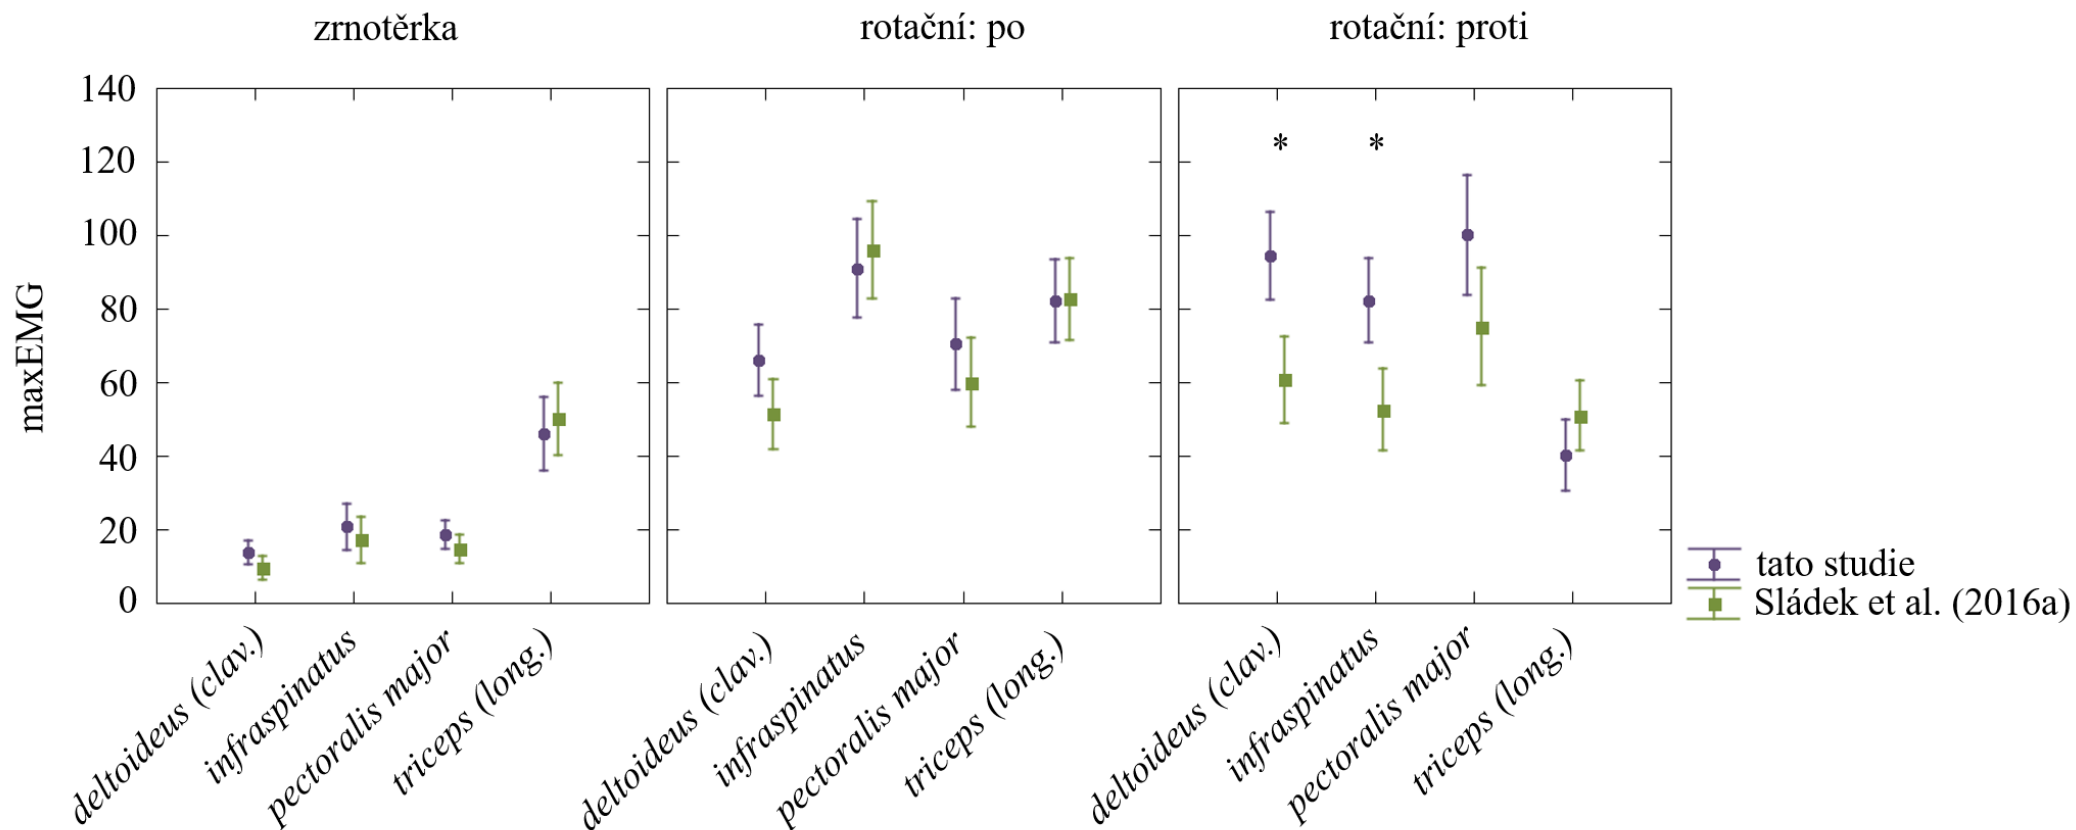 zrnotěrka
rotační: po
rotační: proti
maxEMG
140
120
100
80
60
40
20
0
*
*
deltoideus (clav.)
infraspinatus
pectoralis major
triceps (long.)
deltoideus (clav.)
infraspinatus
pectoralis major
triceps (long.)
deltoideus (clav.)
infraspinatus
pectoralis major
triceps (long.)
tato studie
Sládek et al. (2016a)